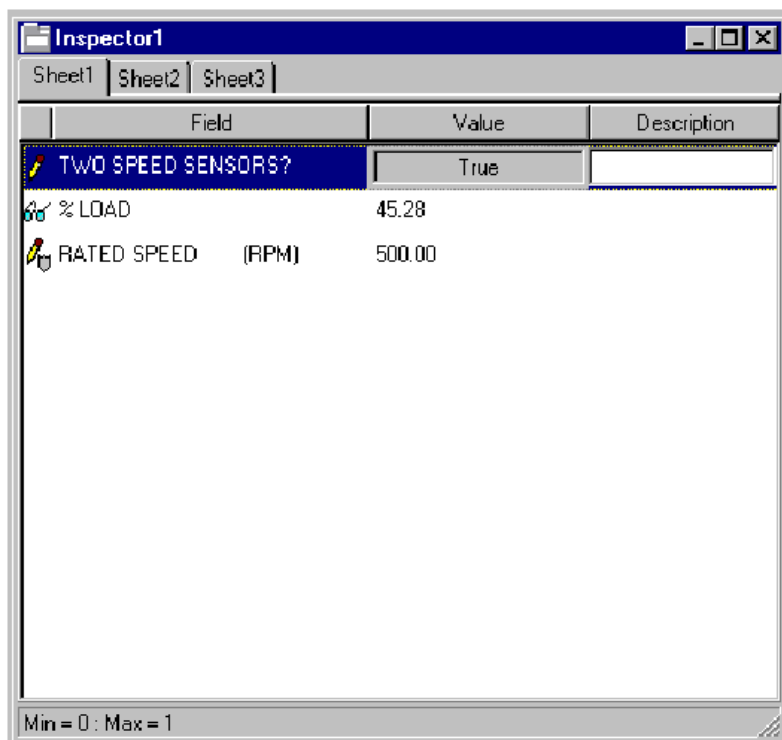 Inspector1
Sheet1 Sheet2 Sheet3
Field Value Description
TWO SPEED SENSORS? True
% LOAD 45.28
RATED SPEED (RPM) 500.00
Min = 0 : Max = 1